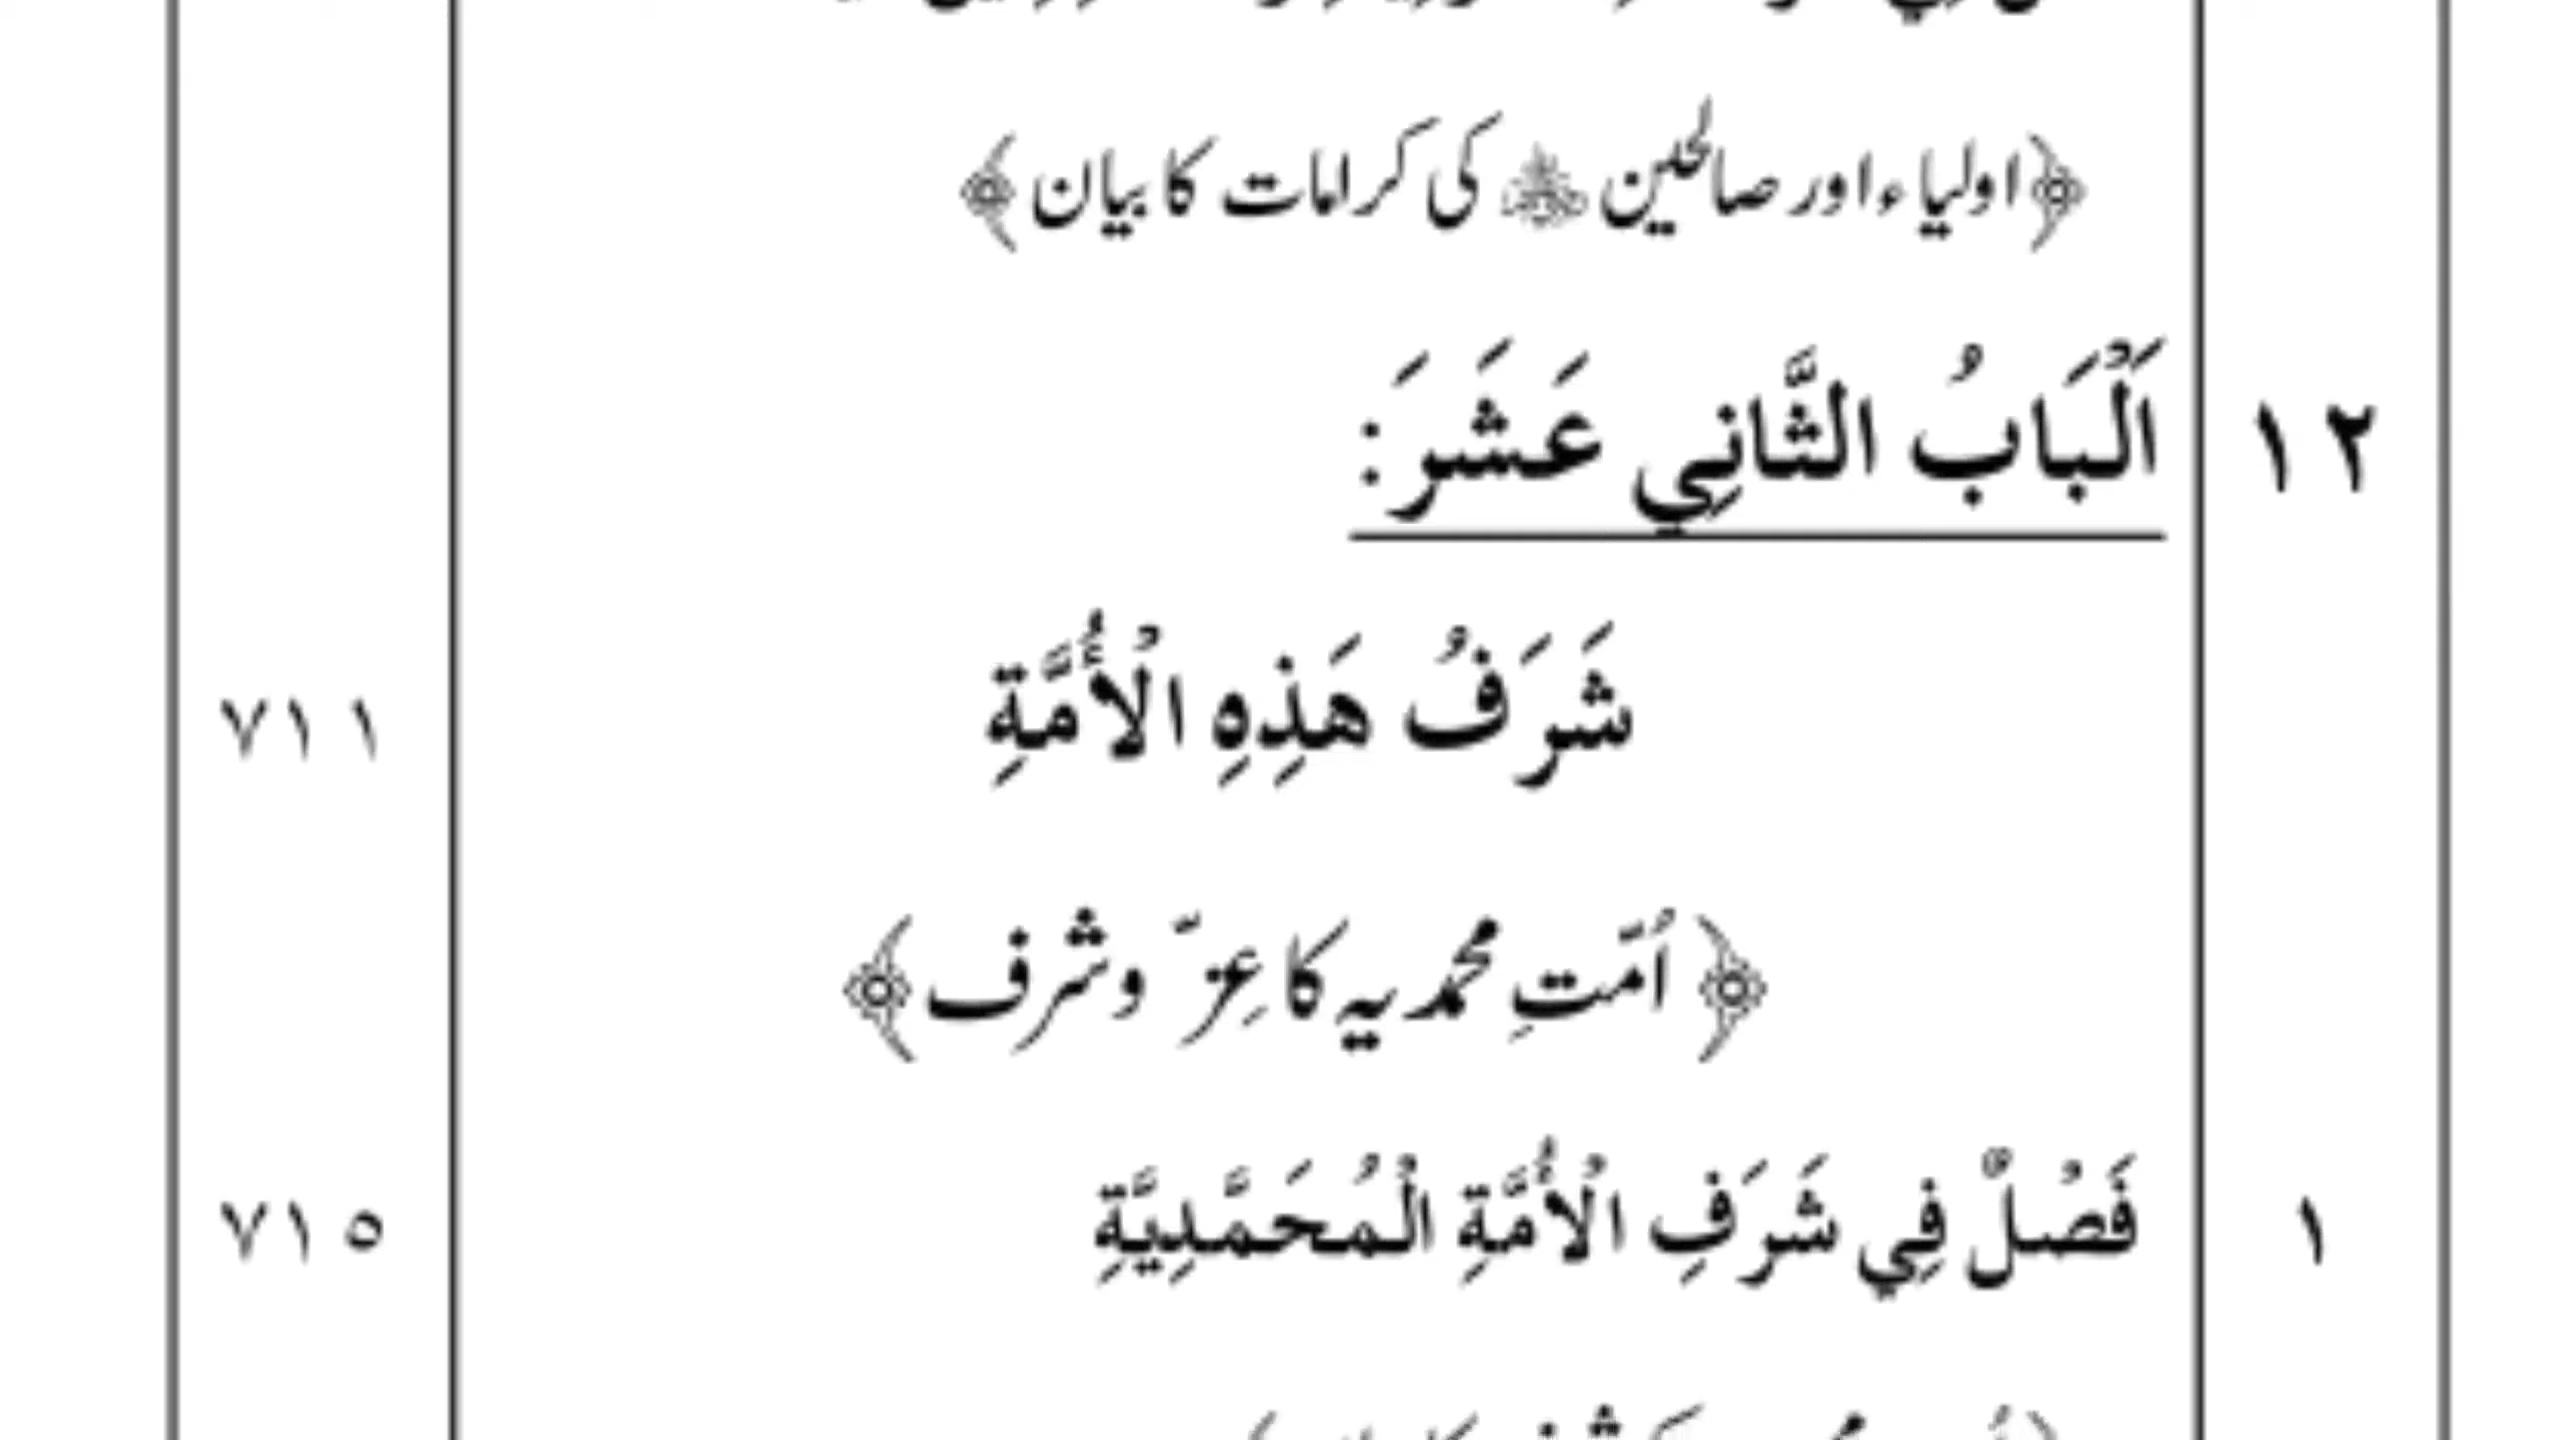 ﴿اولیاء اور صالحین کی کرامات کا بیان﴾
١٢ اَلْبَابُ الثَّانِي عَشَرَ:
شَرَفُ هَذِهِ الْأُمَّةِ ٧١١
﴿اُمّتِ محمدیہ کا عِزّ و شرف﴾
١ فَصْلٌ فِي شَرَفِ الْأُمَّةِ الْمُحَمَّدِيَّةِ ٧١٥